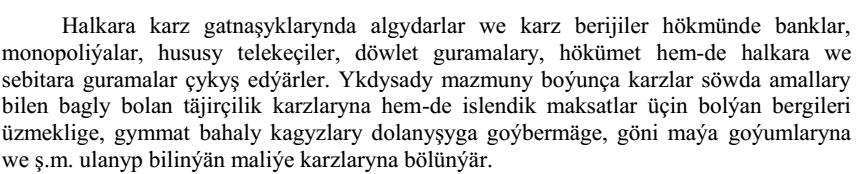 Halkara karz gatnaşyklarynda algydarlar we karz berijiler hökmünde banklar,
monopoliýalar, hususy telekeçiler, döwlet guramalary, hökümet hem-de halkara we
sebitara guramalar çykyş edýärler. Ykdysady mazmuny boýunça karzlar söwda amallary
bilen bagly bolan täjirçilik karzlaryna hem-de islendik maksatlar üçin bolýan bergileri
üzmeklige, gymmat bahaly kagyzlary dolanyşyga goýbermäge, göni maýa goýumlaryna
we ş.m. ulanyp bilinýän maliýe karzlaryna bölünýär.